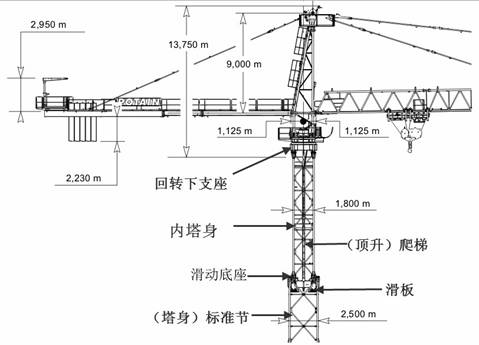 2,950 m
13,750 m
9,000 m
POTAIN
1,125 m
1,125 m
2,230 m
回转下支座
1,800 m
内塔身
（顶升）爬梯
滑动底座
滑板
（塔身）标准节
2,500 m